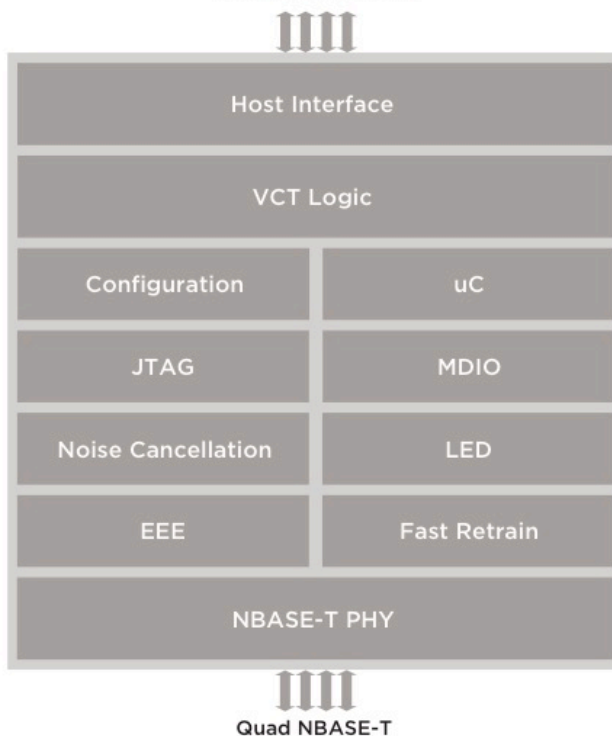 Host Interface
VCT Logic
Configuration
uC
JTAG
MDIO
Noise Cancellation
LED
EEE
Fast Retrain
NBASE-T PHY
Quad NBASE-T